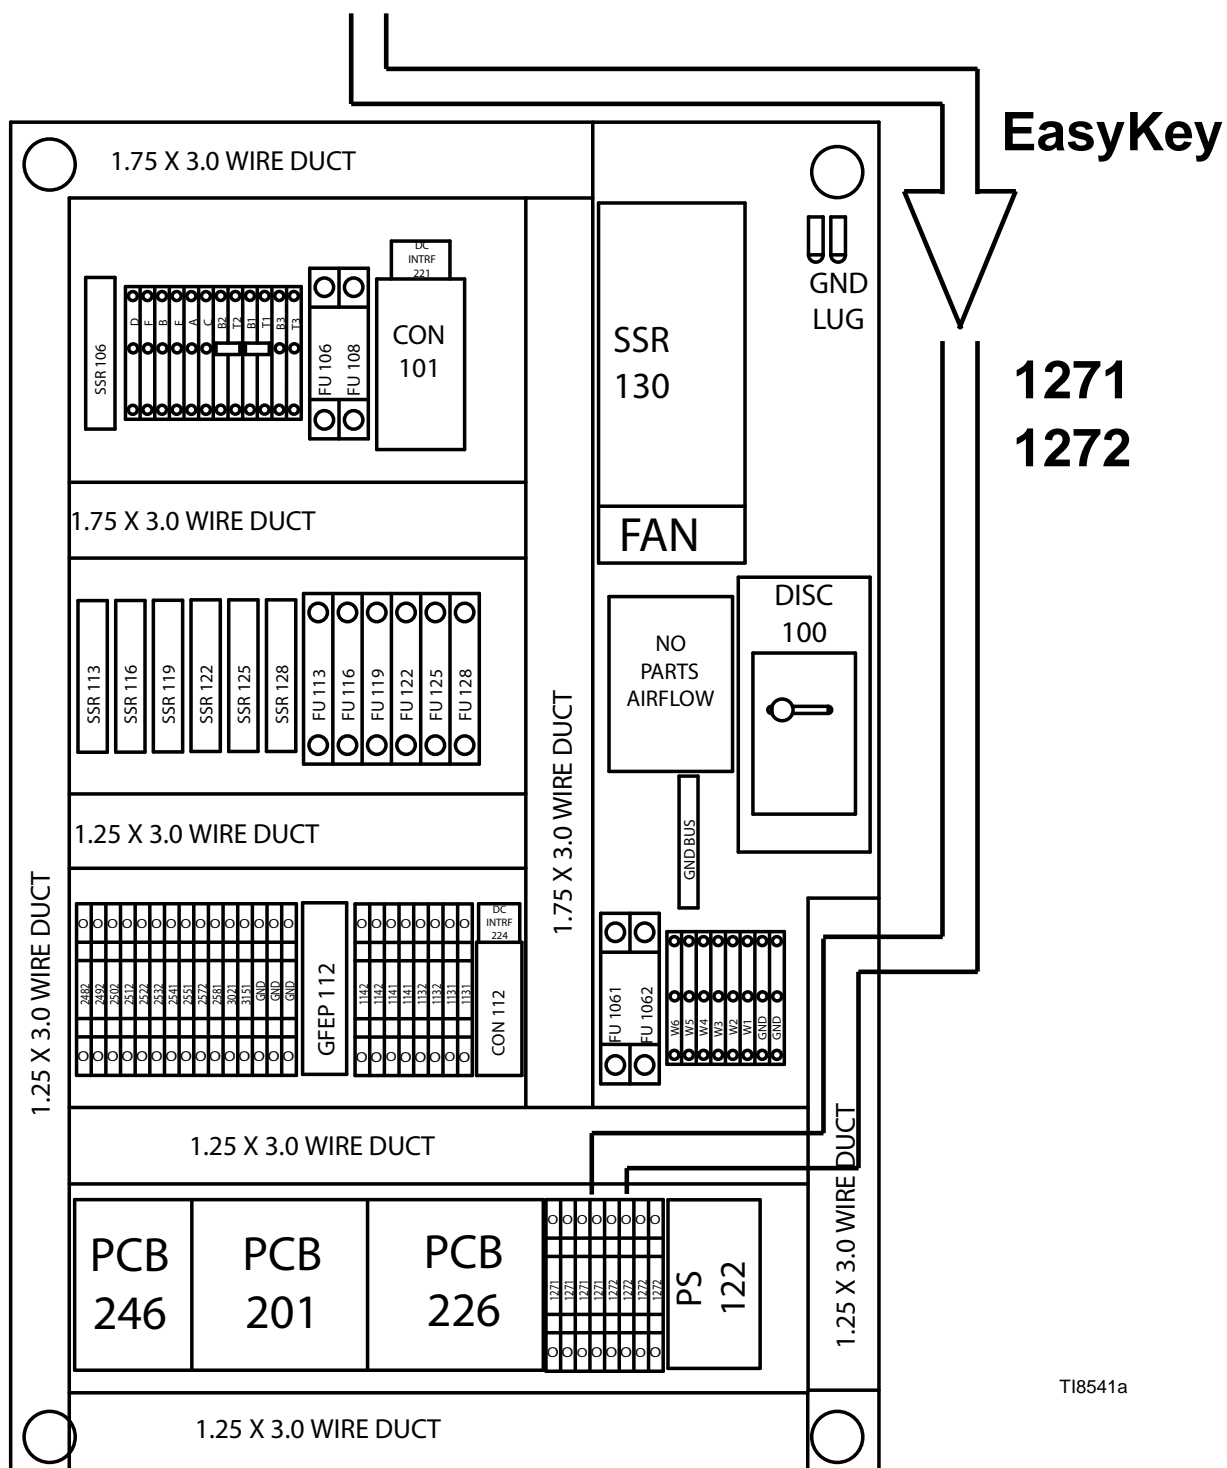 EasyKey
1.75 X 3.0 WIRE DUCT
DC
INTRF
221
GND
LUG
SSR 106
D
F
B
E
A
C
B2
T2
B1
T1
B3
T3
FU 106
FU 108
CON
101
SSR
130
1271
1272
1.75 X 3.0 WIRE DUCT
FAN
DISC
100
NO
PARTS
AIRFLOW
SSR 113
SSR 116
SSR 119
SSR 122
SSR 125
SSR 128
FU 113
FU 116
FU 119
FU 122
FU 125
FU 128
1.75 X 3.0 WIRE DUCT
1.25 X 3.0 WIRE DUCT
GND BUS
1.25 X 3.0 WIRE DUCT
2482
2492
2502
2512
2522
2532
2541
2551
2572
2581
3021
3151
GND
GND
GND
GFEP 112
1142
1142
1141
1141
1132
1132
1131
1131
DC
INTRF
224
CON 112
FU 1061
FU 1062
W6
W5
W4
W3
W2
W1
GND
GND
1.25 X 3.0 WIRE DUCT
1.25 X 3.0 WIRE DUCT
PCB
246
PCB
201
PCB
226
1271
1271
1271
1271
1272
1272
1272
1272
PS
122
TI8541a
1.25 X 3.0 WIRE DUCT